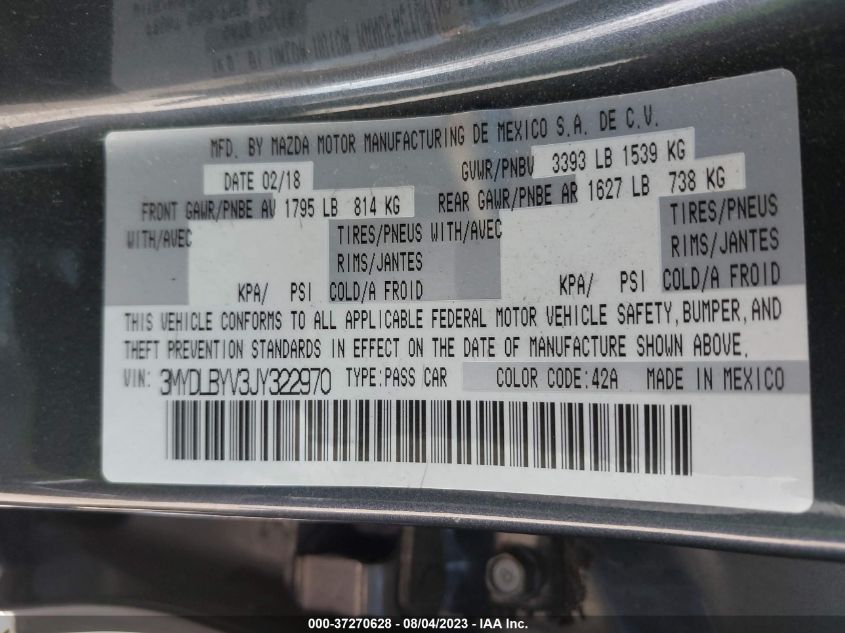 MFD. BY MAZDA MOTOR MANUFACTURING DE MEXICO S.A. DE C.V.
DATE 02/18 GVWR/PNBV 3393 LB 1539 KG
FRONT GAWR/PNBE AV 1795 LB 814 KG REAR GAWR/PNBE AR 1627 LB 738 KG
WITH/AVEC TIRES/PNEUS WITH/AVEC TIRES/PNEUS
RIMS/JANTES RIMS/JANTES
KPA/ PSI COLD/A FROID KPA/ PSI COLD/A FROID
THIS VEHICLE CONFORMS TO ALL APPLICABLE FEDERAL MOTOR VEHICLE SAFETY, BUMPER, AND
THEFT PREVENTION STANDARDS IN EFFECT ON THE DATE OF MANUFACTURE SHOWN ABOVE.
VIN: 3MYDLBYV3JY322970 TYPE: PASS CAR COLOR CODE: 42A MADE IN MEXICO
000-37270628 - 08/04/2023 - IAA Inc.